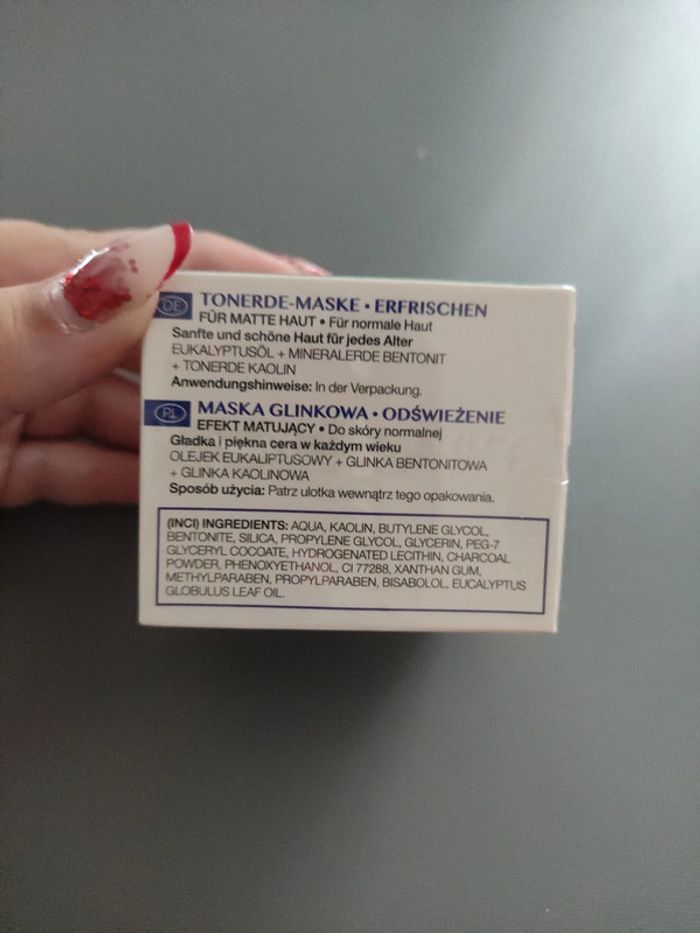 DE TONERDE-MASKE • ERFRISCHEN
FÜR MATTE HAUT • Für normale Haut
Sanfte und schöne Haut für jedes Alter
EUKALYPTUSÖL + MINERALERDE BENTONIT
+ TONERDE KAOLIN
Anwendungshinweise: In der Verpackung.
PL MASKA GLINKOWA • ODŚWIEŻENIE
EFEKT MATUJĄCY • Do skóry normalnej
Gładka i piękna cera w każdym wieku
OLEJEK EUKALIPTUSOWY + GLINKA BENTONITOWA
+ GLINKA KAOLINOWA
Sposób użycia: Patrz ulotka wewnątrz tego opakowania.
(INCI) INGREDIENTS: AQUA, KAOLIN, BUTYLENE GLYCOL,
BENTONITE, SILICA, PROPYLENE GLYCOL, GLYCERIN, PEG-7
GLYCERYL COCOATE, HYDROGENATED LECITHIN, CHARCOAL
POWDER, PHENOXYETHANOL, CI 77288, XANTHAN GUM,
METHYLPARABEN, PROPYLPARABEN, BISABOLOL, EUCALYPTUS
GLOBULUS LEAF OIL.